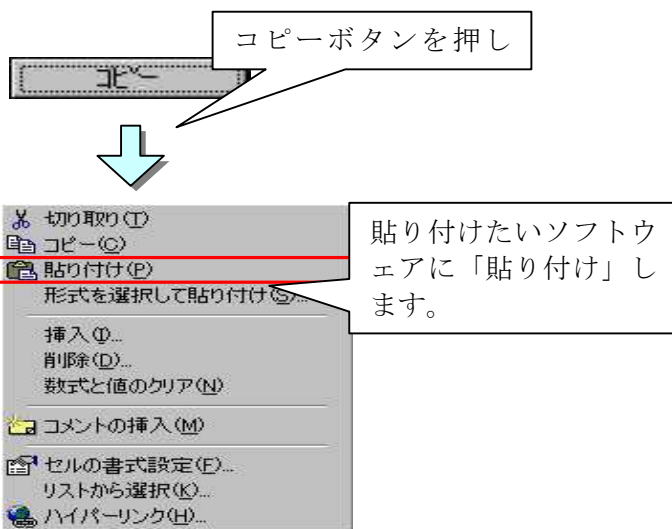 コピーボタンを押し
コピー
切り取り(T)
コピー(C)
貼り付け(P)
貼り付けたいソフトウ
ェアに「貼り付け」し
ます。
形式を選択して貼り付け(S)...
挿入(I)...
削除(D)...
数式と値のクリア(N)
コメントの挿入(M)
セルの書式設定(F)...
リストから選択(K)...
ハイパーリンク(H)...